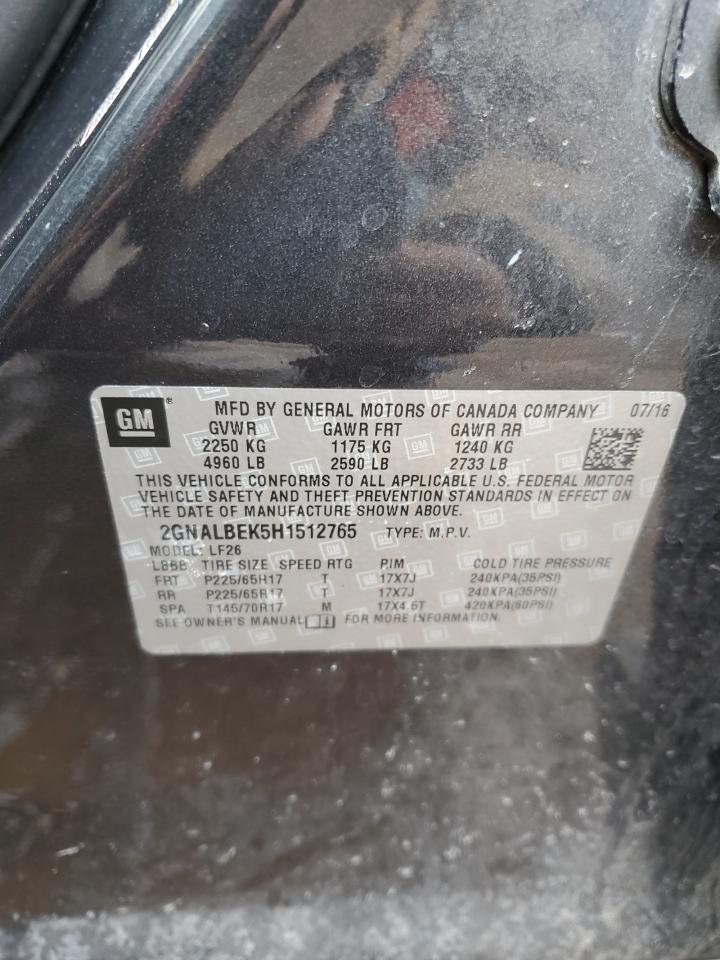 GM ® MFD BY GENERAL MOTORS OF CANADA COMPANY 07/16
GVWR GAWR FRT GAWR RR
2250 KG 1175 KG 1240 KG
4960 LB 2590 LB 2733 LB
THIS VEHICLE CONFORMS TO ALL APPLICABLE U.S. FEDERAL MOTOR
VEHICLE SAFETY AND THEFT PREVENTION STANDARDS IN EFFECT ON
THE DATE OF MANUFACTURE SHOWN ABOVE.
2GNALBEK5H1512765 TYPE: M.P.V.
MODEL: LF26
LBBB TIRE SIZE SPEED RTG RIM COLD TIRE PRESSURE
FRT P225/65R17 T 17X7J 240KPA(35PSI)
RR P225/65R17 T 17X7J 240KPA(35PSI)
SPA T145/70R17 M 17X4.5T 420KPA(60PSI)
SEE OWNER'S MANUAL FOR MORE INFORMATION.